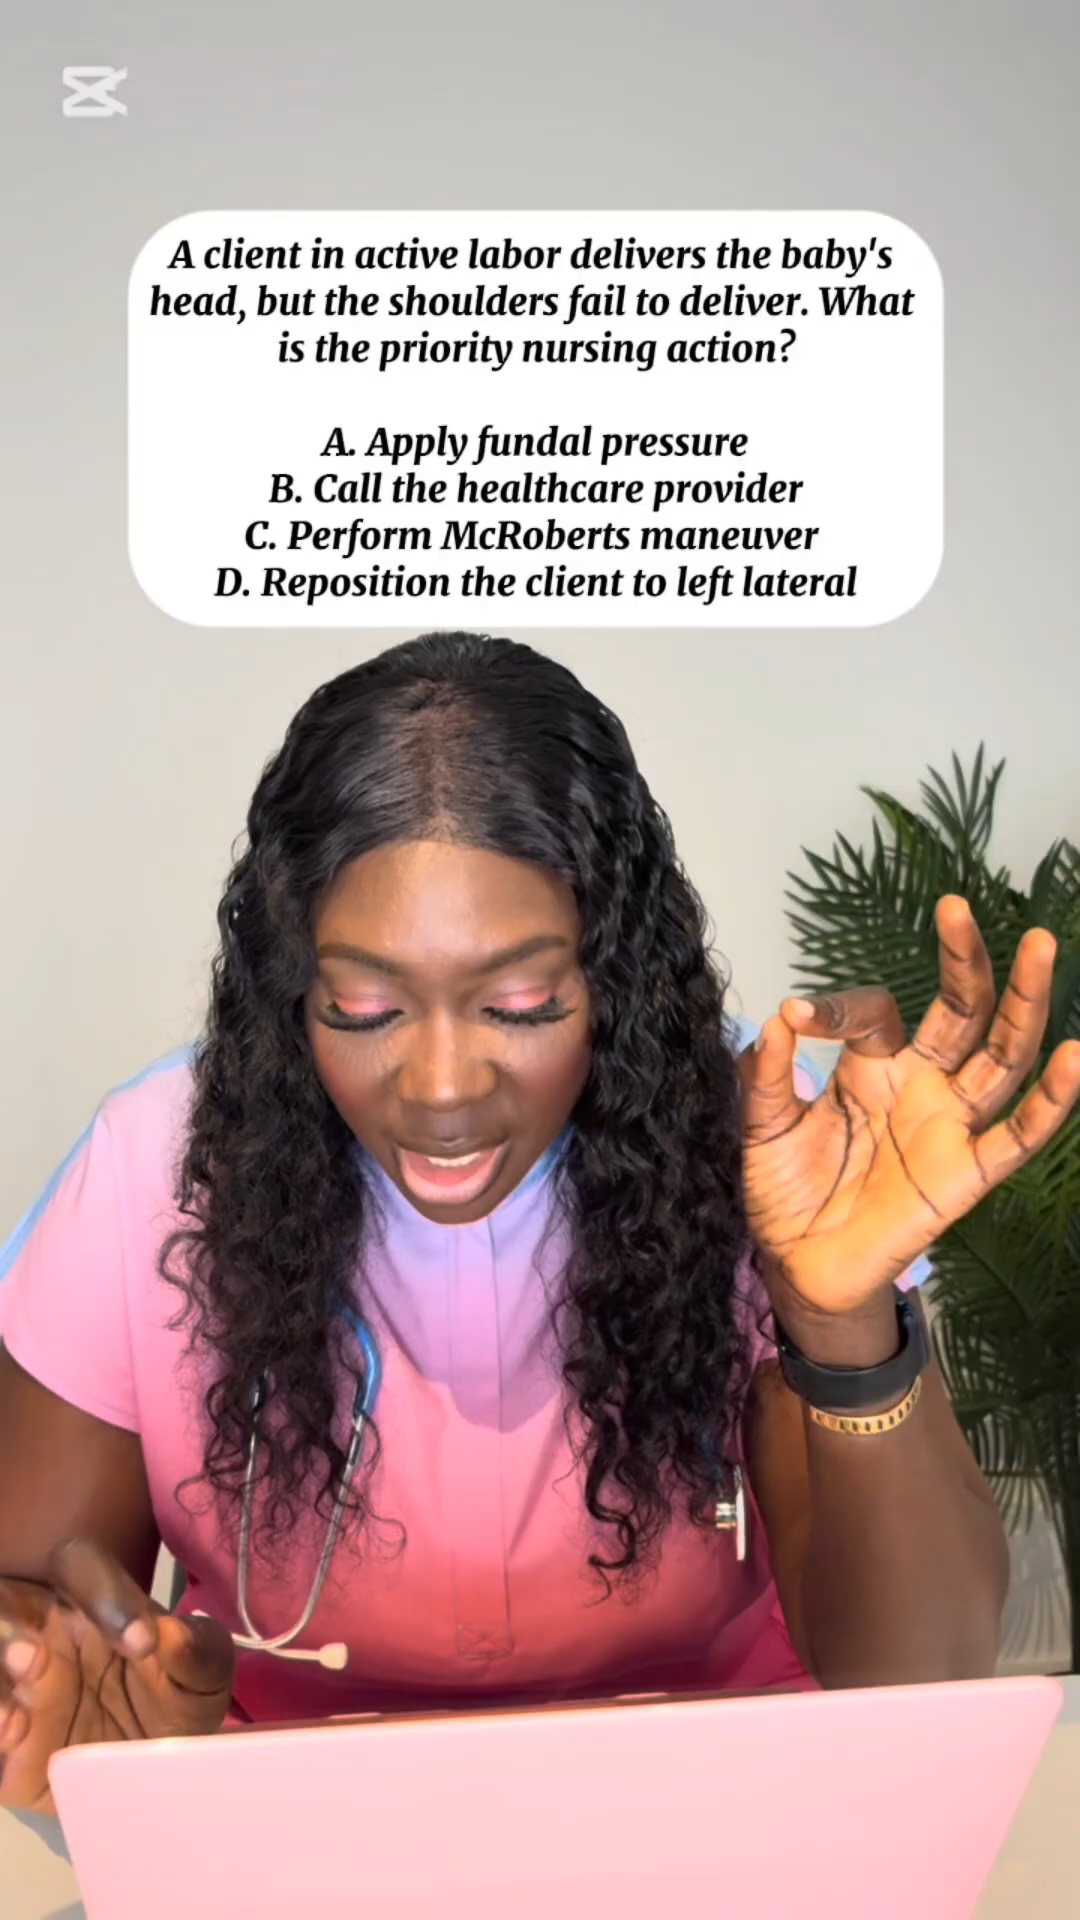 A client in active labor delivers the baby's
head, but the shoulders fail to deliver. What
is the priority nursing action?
A. Apply fundal pressure
B. Call the healthcare provider
C. Perform McRoberts maneuver
D. Reposition the client to left lateral